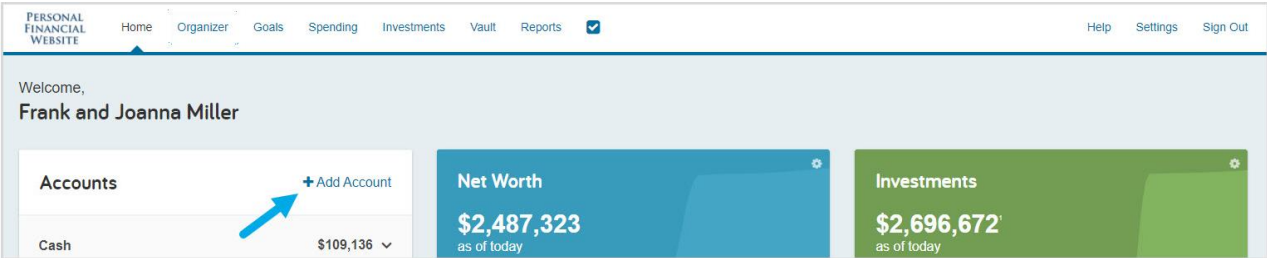 PERSONAL
FINANCIAL
WEBSITE
Home Organizer Goals Spending Investments Vault Reports
Help Settings Sign Out
Welcome,
Frank and Joanna Miller
Accounts
+ Add Account
Cash $109,136
Net Worth
$2,487,323
as of today
Investments
$2,696,672¹
as of today